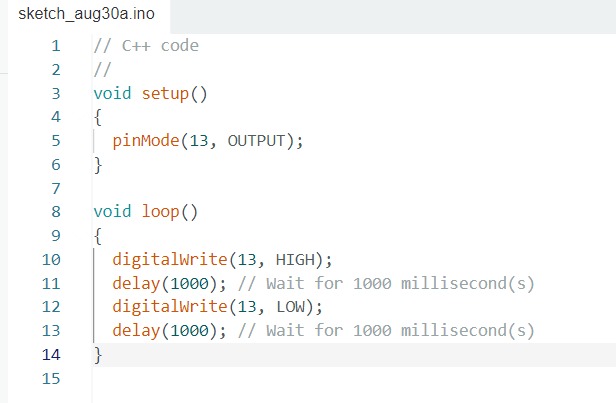 sketch_aug30a.ino
1 // C++ code
2 //
3 void setup()
4 {
5 pinMode(13, OUTPUT);
6 }
7
8 void loop()
9 {
10 digitalWrite(13, HIGH);
11 delay(1000); // Wait for 1000 millisecond(s)
12 digitalWrite(13, LOW);
13 delay(1000); // Wait for 1000 millisecond(s)
14 }
15